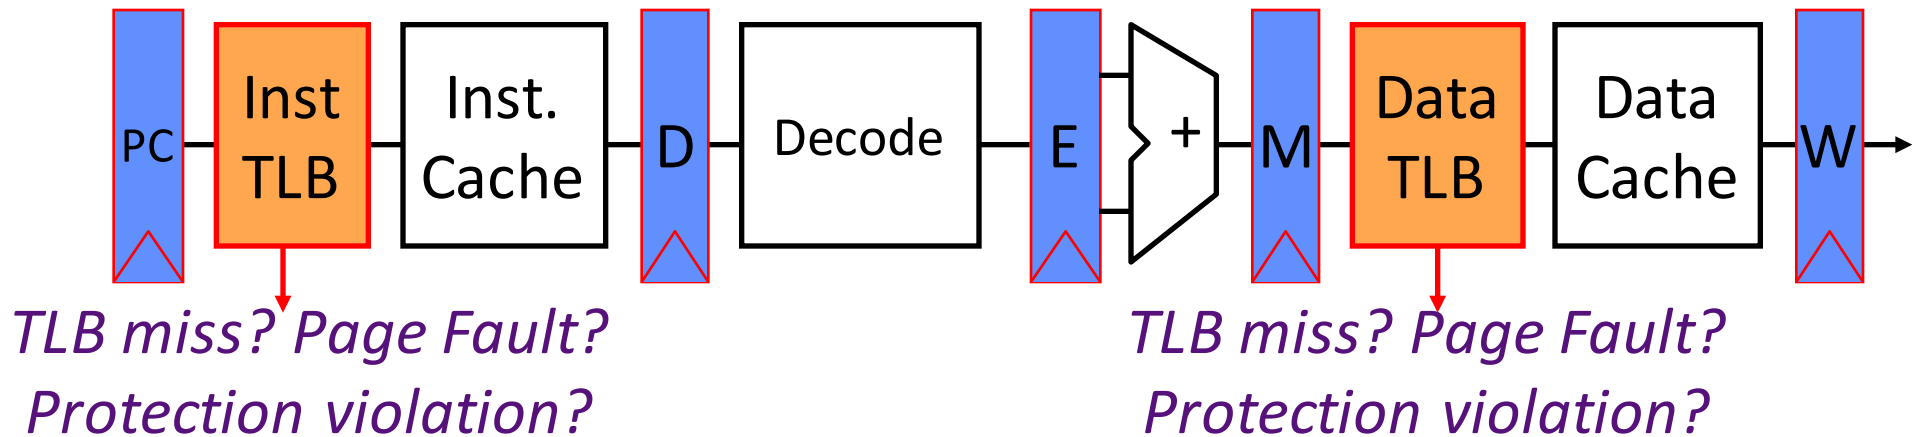 PC
Inst
TLB
Inst.
Cache
D
Decode
E
+
M
Data
TLB
Data
Cache
W
TLB miss? Page Fault?
Protection violation?
TLB miss? Page Fault?
Protection violation?